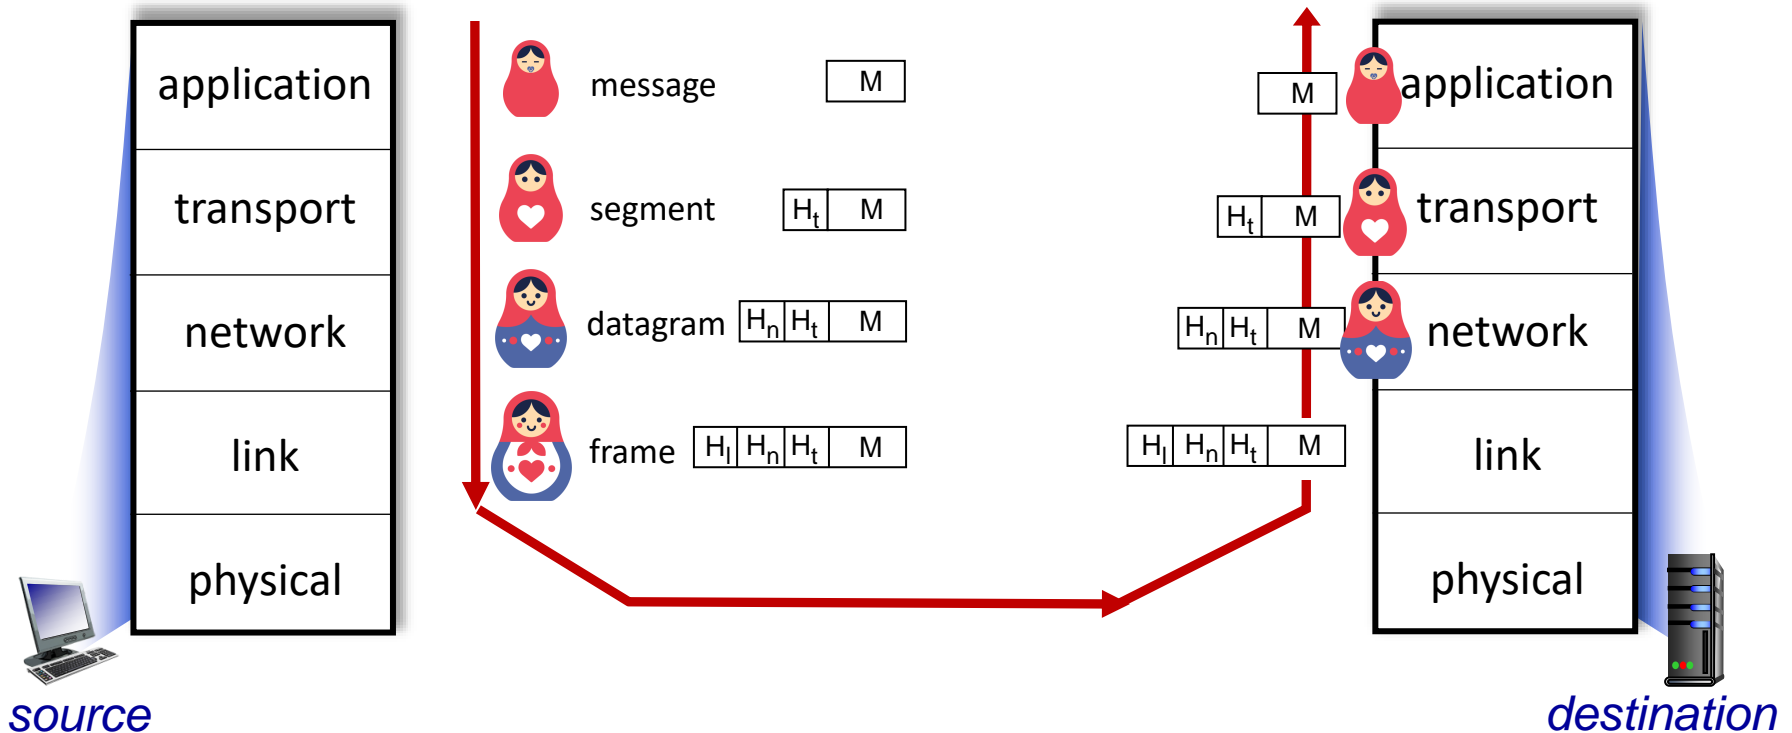 application
transport
network
link
physical
source
message
M
segment
Ht M
datagram
Hn Ht M
frame
Hl Hn Ht M
M
Ht M
Hn Ht M
Hl Hn Ht M
application
transport
network
link
physical
destination